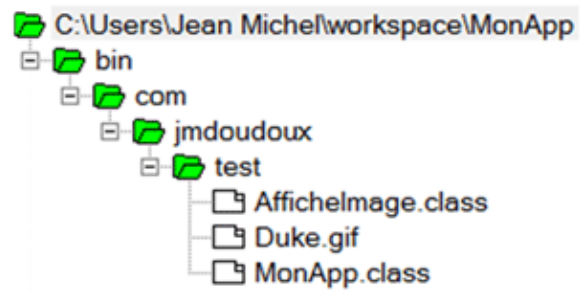 C:\Users\Jean Michel\workspace\MonApp
bin
com
jmdoudoux
test
AfficheImage.class
Duke.gif
MonApp.class